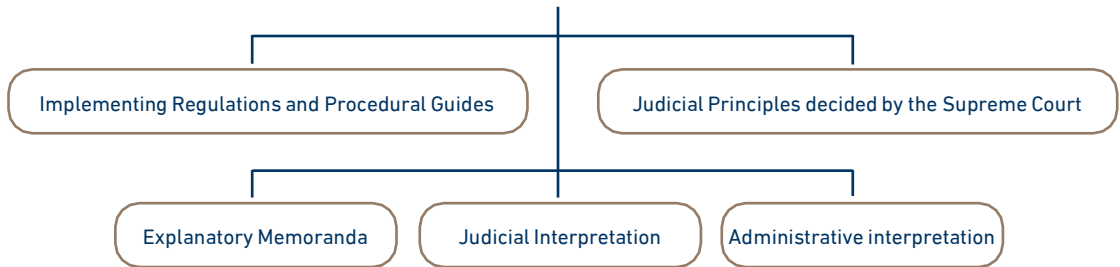 Implementing Regulations and Procedural Guides
Judicial Principles decided by the Supreme Court
Explanatory Memoranda
Judicial Interpretation
Administrative interpretation